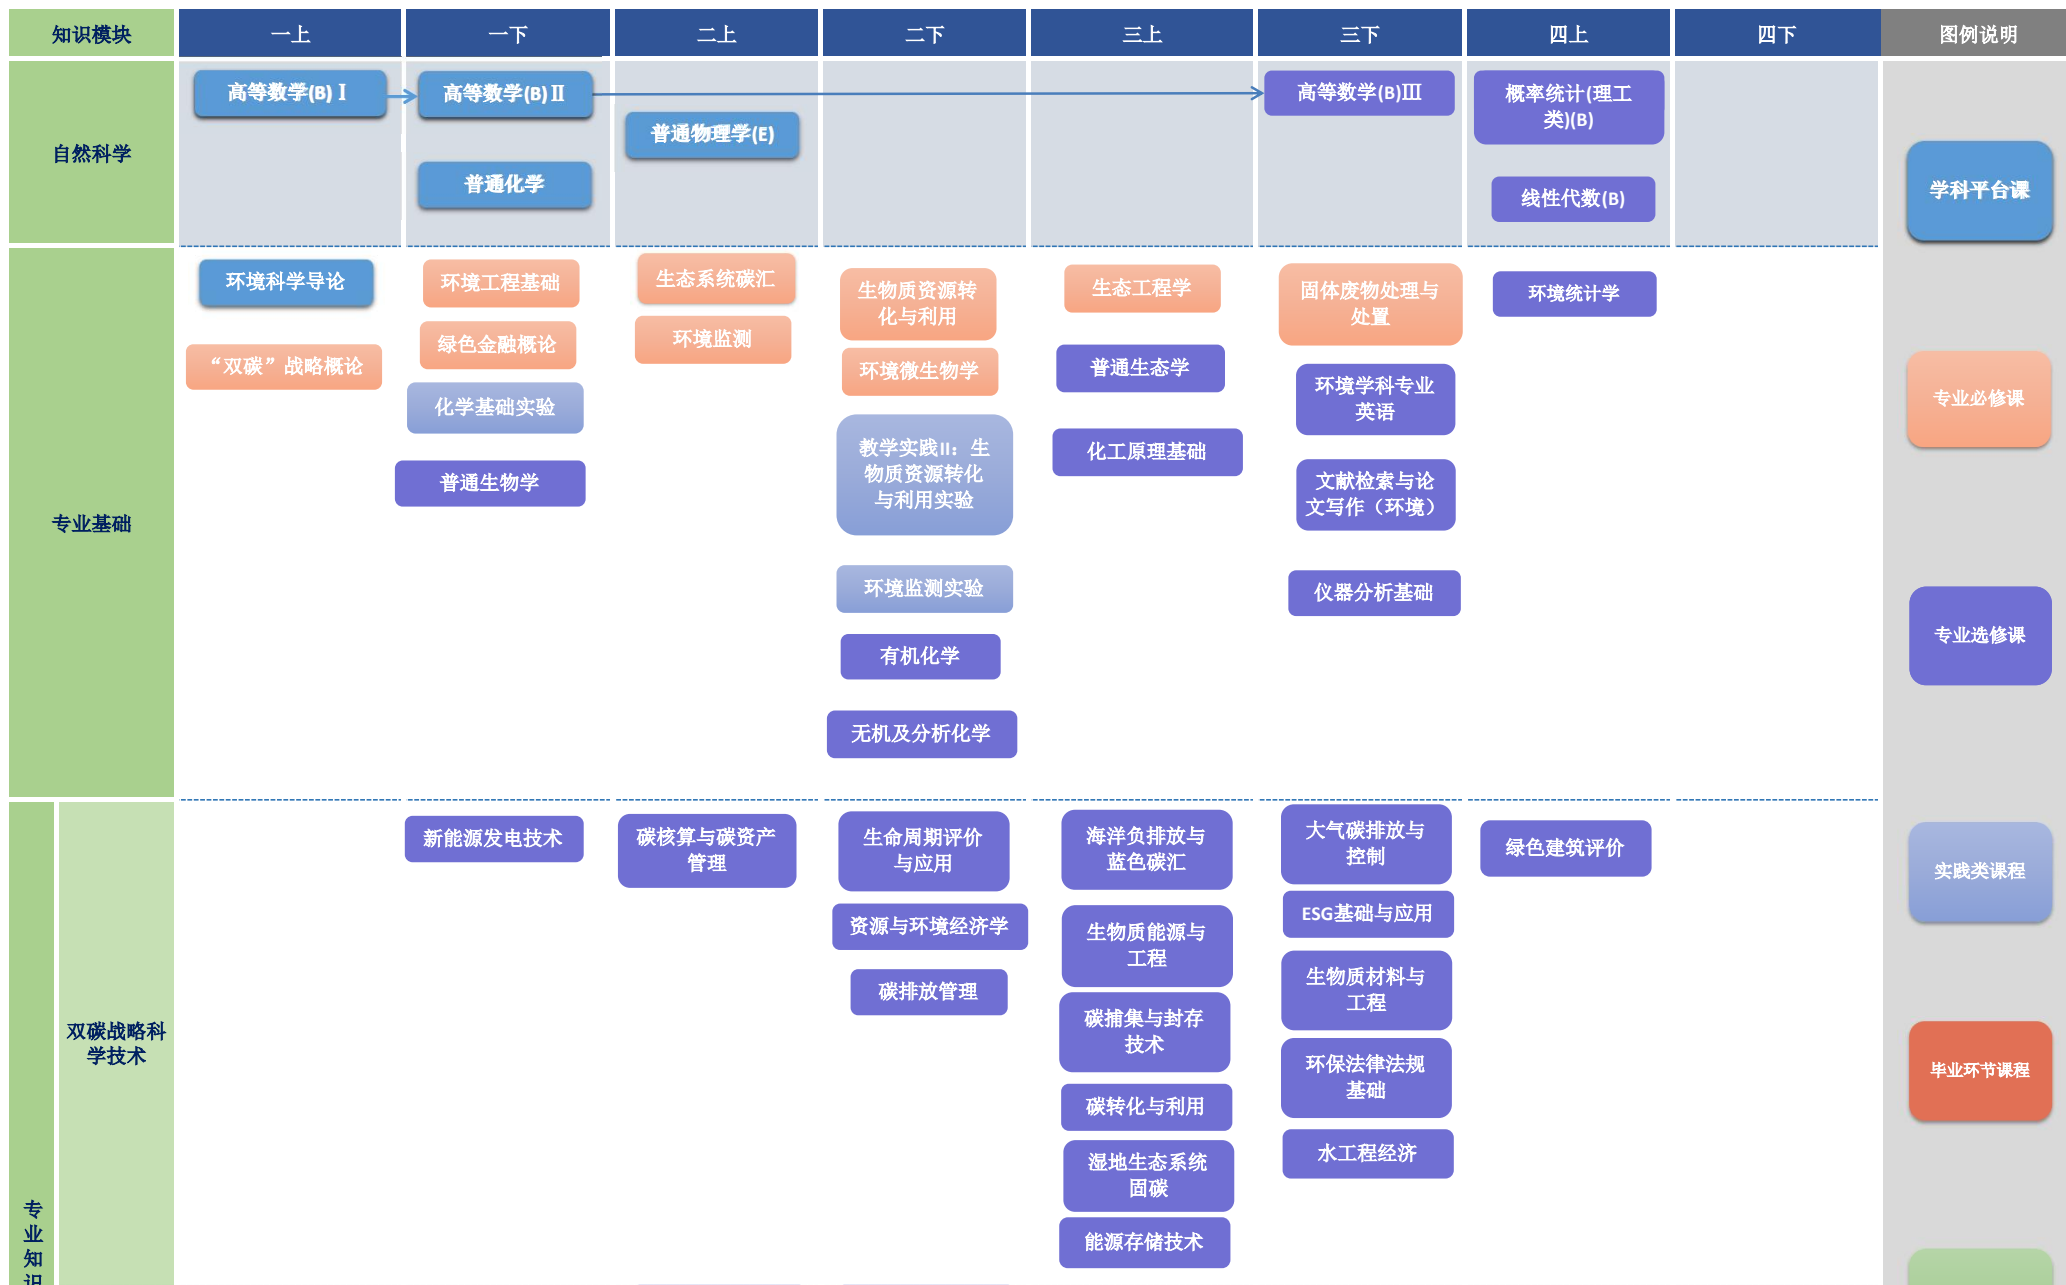 知识模块
一上
一下
二上
二下
三上
三下
四上
四下
图例说明
自然科学
高等数学(B) I
高等数学(B) II
普通化学
普通物理学(E)
高等数学(B)III
概率统计(理工
类)(B)
线性代数(B)
学科平台课
专业基础
环境科学导论
“双碳”战略概论
环境工程基础
绿色金融概论
化学基础实验
普通生物学
生态系统碳汇
环境监测
生物质资源转
化与利用
环境微生物学
教学实践II：生
物质资源转化
与利用实验
环境监测实验
有机化学
无机及分析化学
生态工程学
普通生态学
化工原理基础
固体废物处理与
处置
环境学科专业
英语
文献检索与论
文写作（环境）
仪器分析基础
环境统计学
专业必修课
专业选修课
专
业
知
识
双碳战略科
学技术
新能源发电技术
碳核算与碳资产
管理
生命周期评价
与应用
资源与环境经济学
碳排放管理
海洋负排放与
蓝色碳汇
生物质能源与
工程
碳捕集与封存
技术
碳转化与利用
湿地生态系统
固碳
能源存储技术
大气碳排放与
控制
ESG基础与应用
生物质材料与
工程
环保法律法规
基础
水工程经济
绿色建筑评价
实践类课程
毕业环节课程